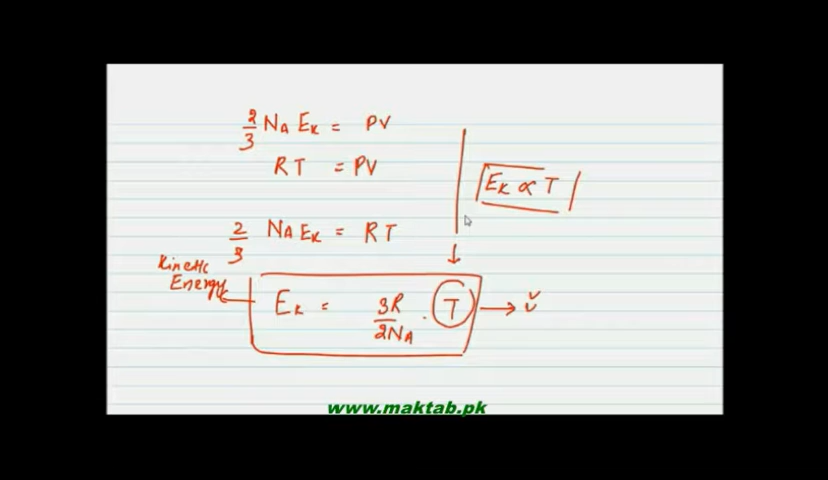 2/3 NA EK = PV
RT = PV
EK ∝ T
2/3 NA EK = RT
Kinetic
Energy
EK = 3R/2NA . T
www.maktab.pk